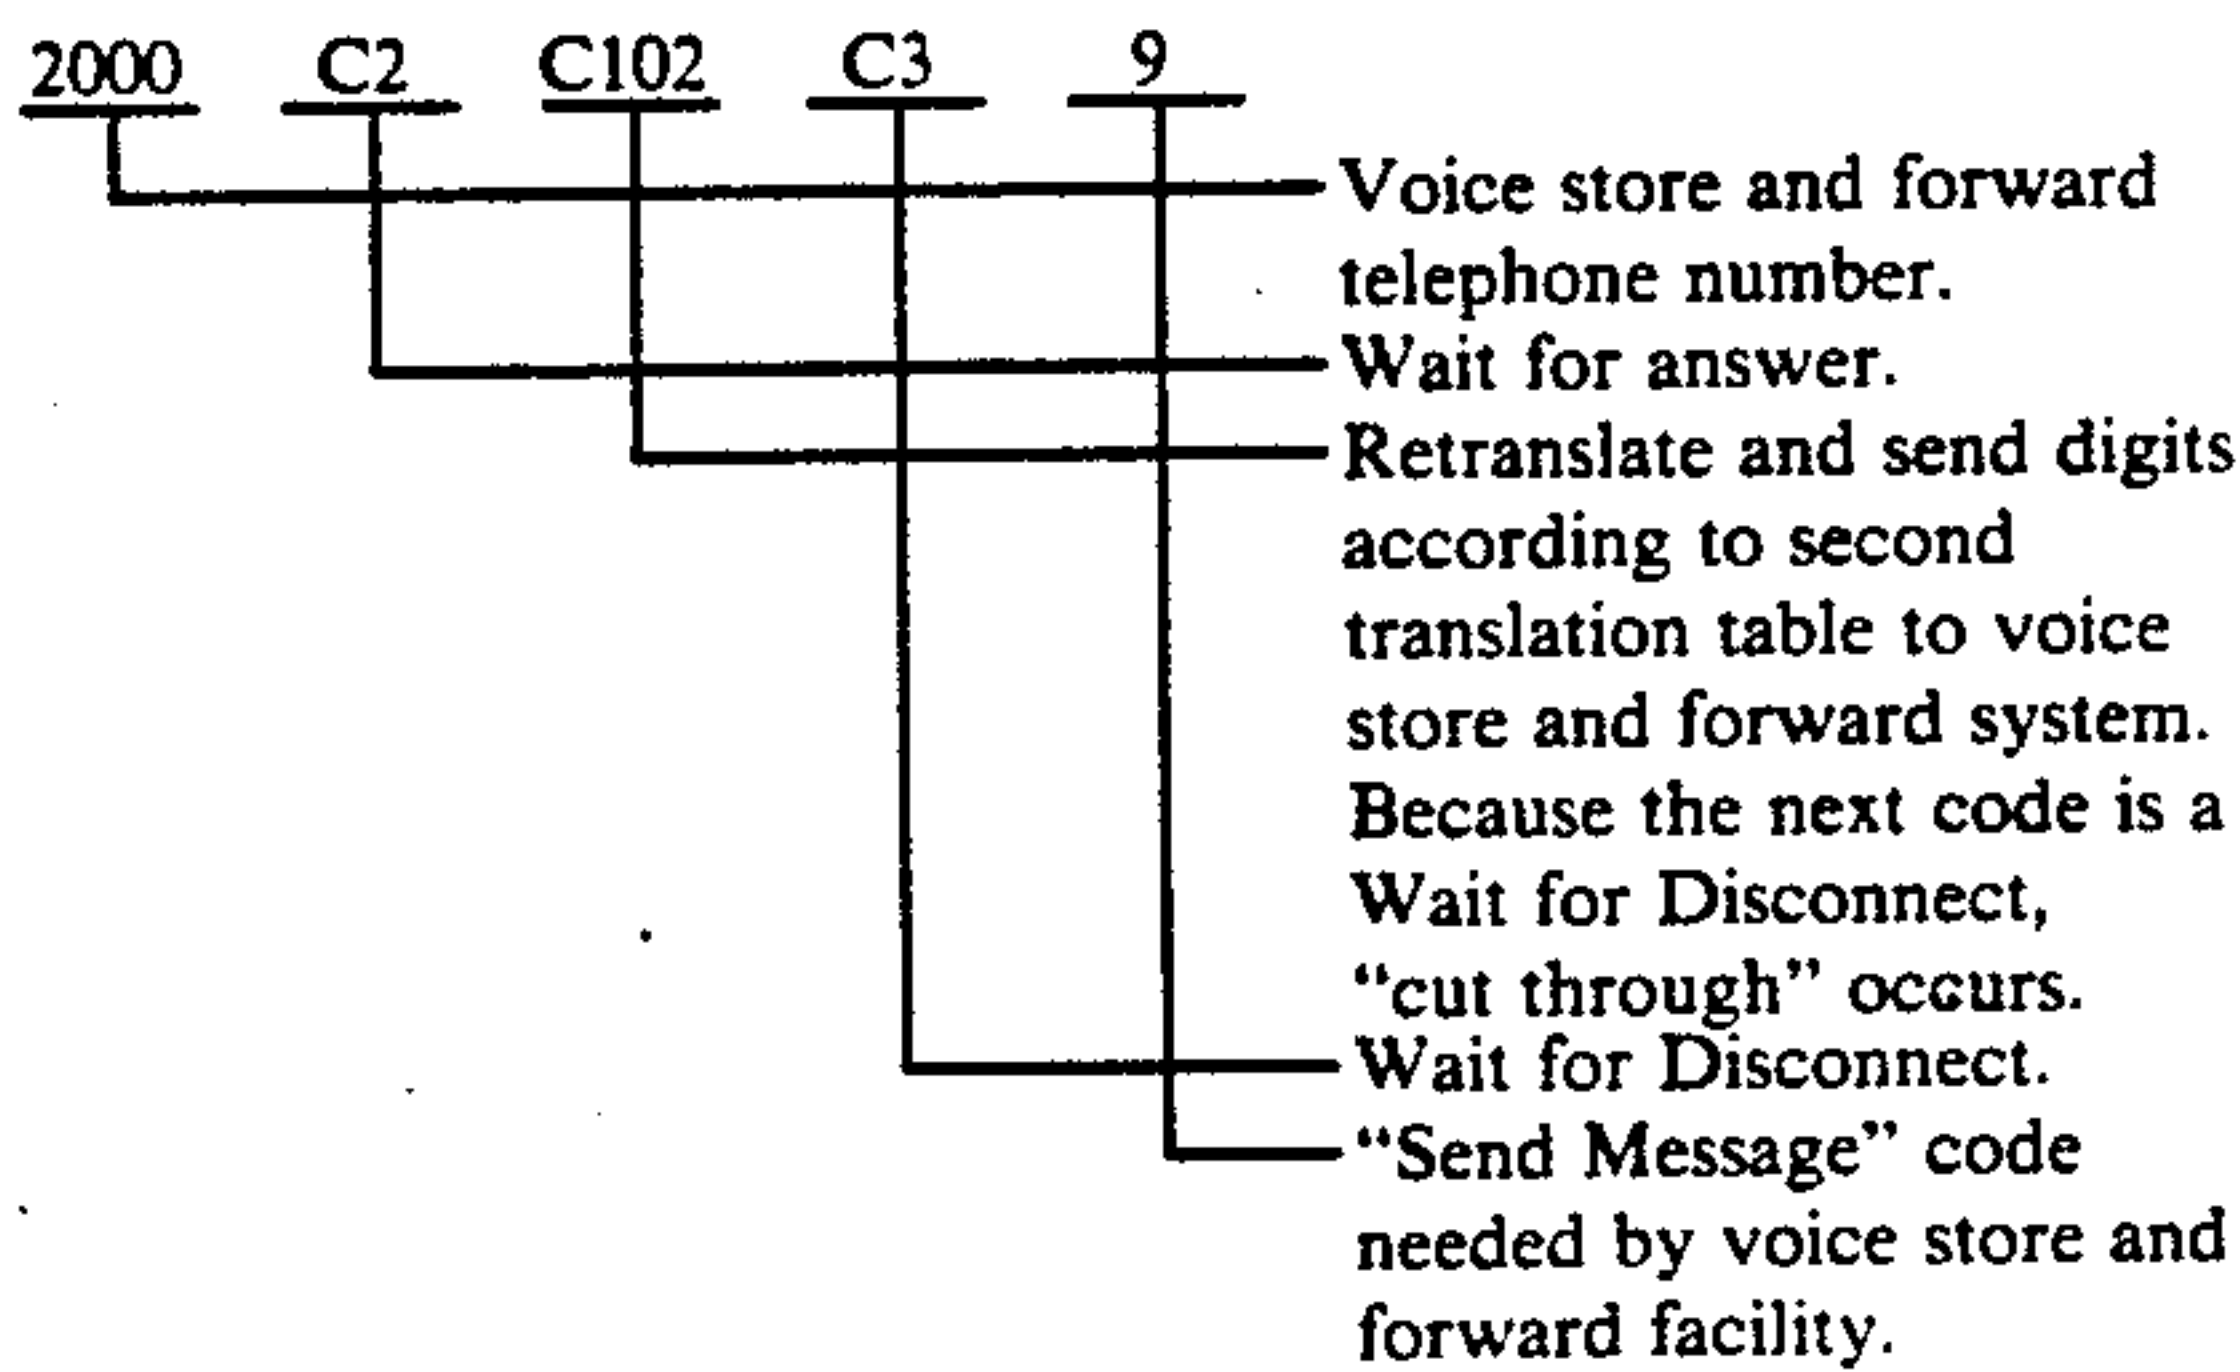 2000 C2 C102 C3 9
Voice store and forward
telephone number.
Wait for answer.
Retranslate and send digits
according to second
translation table to voice
store and forward system.
Because the next code is a
Wait for Disconnect,
“cut through” occurs.
Wait for Disconnect.
“Send Message” code
needed by voice store and
forward facility.